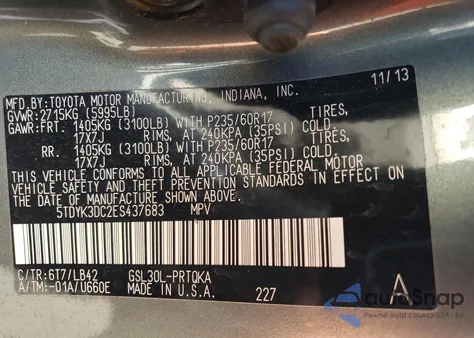 MFD.BY:TOYOTA MOTOR MANUFACTURING, INDIANA, INC. 11/13
GVWR:2715KG (5995LB)
GAWR:FRT. 1405KG (3100LB) WITH P235/60R17 TIRES,
17X7J RIMS, AT 240KPA (35PSI) COLD.
RR. 1405KG (3100LB) WITH P235/60R17 TIRES,
17X7J RIMS, AT 240KPA (35PSI) COLD.
THIS VEHICLE CONFORMS TO ALL APPLICABLE FEDERAL MOTOR
VEHICLE SAFETY AND THEFT PREVENTION STANDARDS IN EFFECT ON
THE DATE OF MANUFACTURE SHOWN ABOVE.
5TDYK3DC2ES437683 MPV
C/TR:6T7/LB42 GSL30L-PRTQKA
A/TM:-01A/U660E MADE IN U.S.A. 227 A
autoSnap
Pewne auto z USA i EU